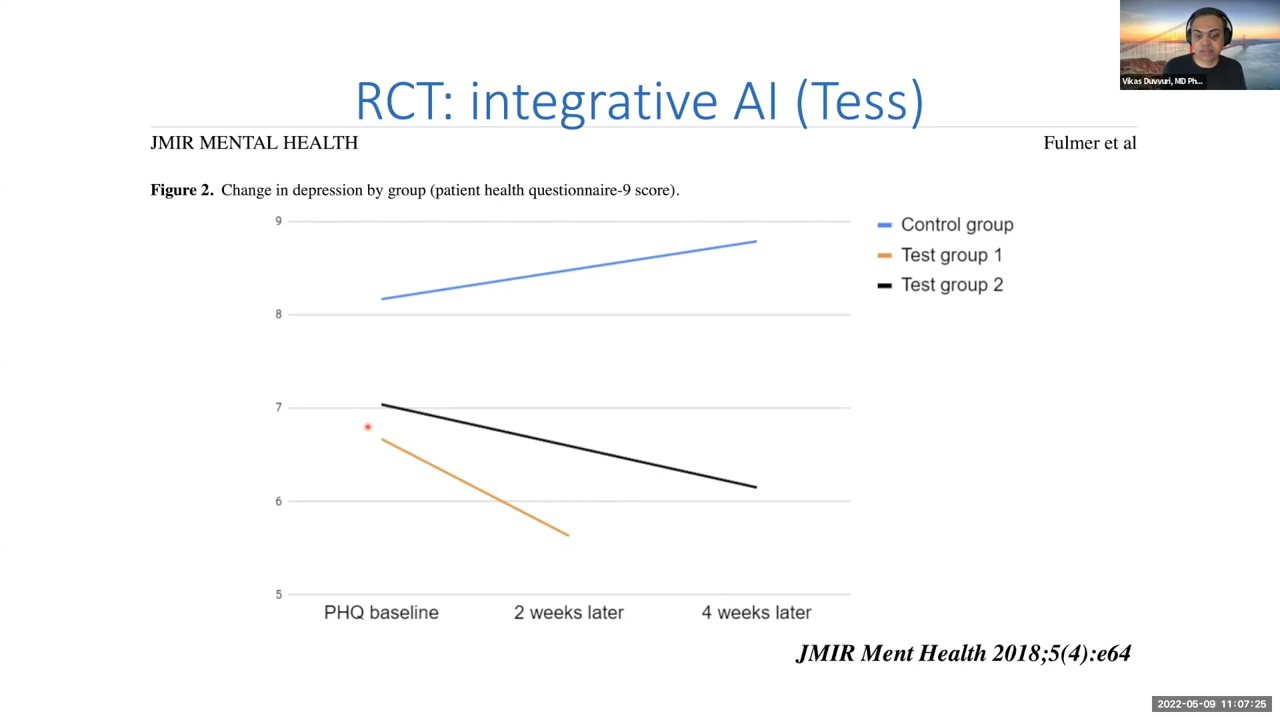 Vikas Duvvuri, MD Ph...
RCT: integrative AI (Tess)
JMIR MENTAL HEALTH
Fulmer et al
Figure 2. Change in depression by group (patient health questionnaire-9 score).
9
8
7
6
5
Control group
Test group 1
Test group 2
PHQ baseline
2 weeks later
4 weeks later
JMIR Ment Health 2018;5(4):e64
2022-05-09 11:07:25